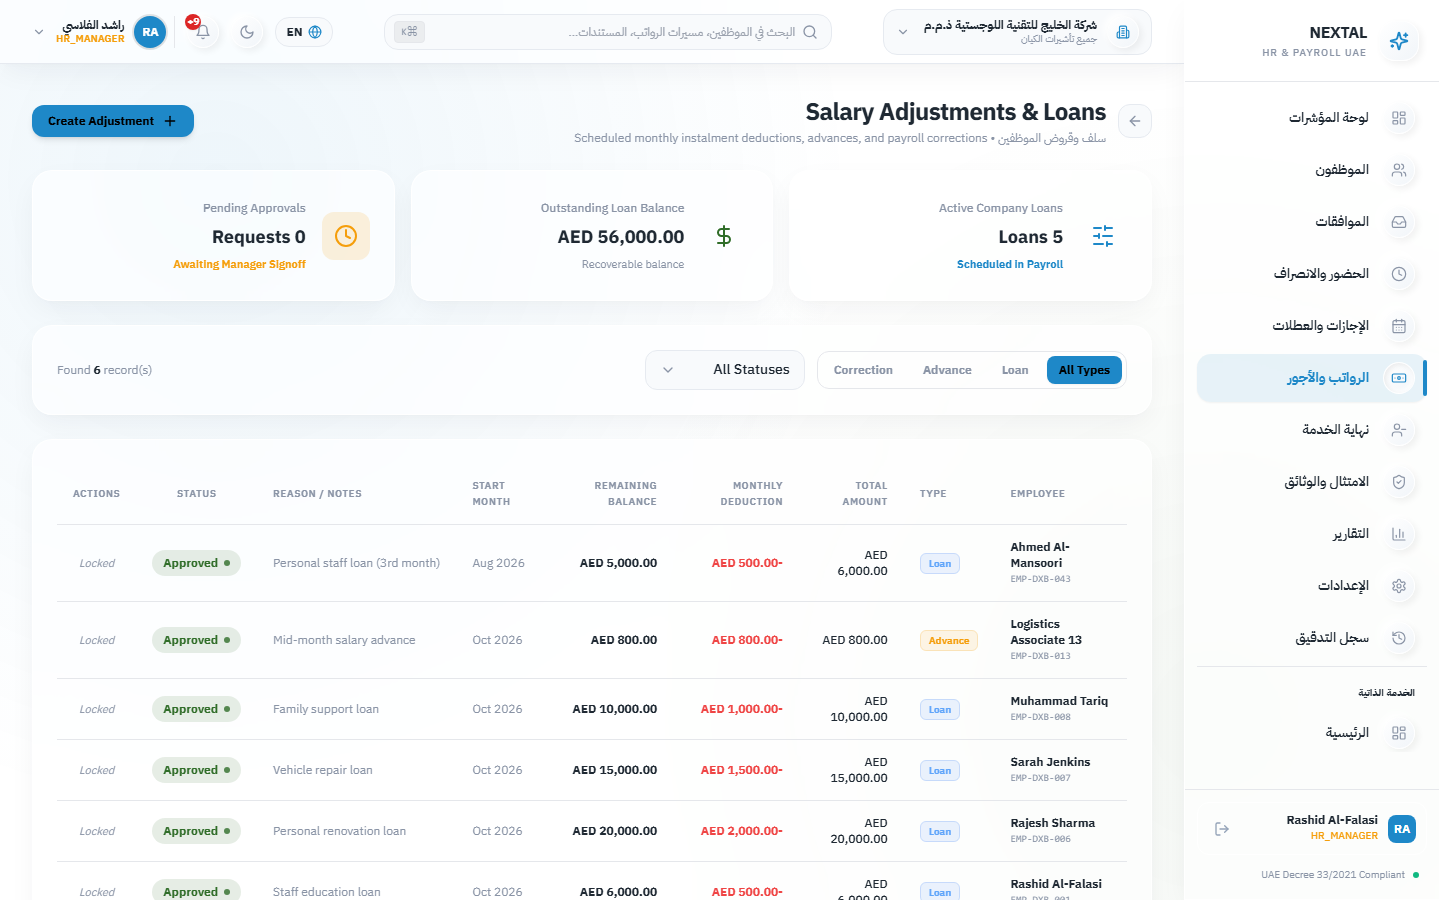 NEXTAL
HR & PAYROLL UAE
لوحة المؤشرات
الموظفون
الموافقات
الحضور والانصراف
الإجازات والعطلات
الرواتب والأجور
نهاية الخدمة
الامتثال والوثائق
التقارير
الإعدادات
سجل التدقيق
الخدمة الذاتية
الرئيسية
RA
Rashid Al-Falasi
HR_MANAGER
UAE Decree 33/2021 Compliant
شركة الخليج للتقنية اللوجستية ذ.م.م
جميع تأشيرات الكيان
البحث في الموظفين، مسيرات الرواتب، المستندات...
⌘K
EN
+9
RA
راشد الفلاسي
HR_MANAGER
Salary Adjustments & Loans
سلف وقروض الموظفين • Scheduled monthly instalment deductions, advances, and payroll corrections
Create Adjustment
Active Company Loans
Loans 5
Scheduled in Payroll
Outstanding Loan Balance
AED 56,000.00
Recoverable balance
Pending Approvals
Requests 0
Awaiting Manager Signoff
All Types
Loan
Advance
Correction
All Statuses
Found 6 record(s)
EMPLOYEE
TYPE
TOTAL AMOUNT
MONTHLY DEDUCTION
REMAINING BALANCE
START MONTH
REASON / NOTES
STATUS
ACTIONS
Ahmed Al-Mansoori
EMP-DXB-043
Loan
AED 6,000.00
AED 500.00-
AED 5,000.00
Aug 2026
Personal staff loan (3rd month)
Approved
Locked
Logistics Associate 13
EMP-DXB-013
Advance
AED 800.00
AED 800.00-
AED 800.00
Oct 2026
Mid-month salary advance
Approved
Locked
Muhammad Tariq
EMP-DXB-008
Loan
AED 10,000.00
AED 1,000.00-
AED 10,000.00
Oct 2026
Family support loan
Approved
Locked
Sarah Jenkins
EMP-DXB-007
Loan
AED 15,000.00
AED 1,500.00-
AED 15,000.00
Oct 2026
Vehicle repair loan
Approved
Locked
Rajesh Sharma
EMP-DXB-006
Loan
AED 20,000.00
AED 2,000.00-
AED 20,000.00
Oct 2026
Personal renovation loan
Approved
Locked
Rashid Al-Falasi
EMP-DXB-001
Loan
AED 6,000.00
AED 500.00-
AED 6,000.00
Oct 2026
Staff education loan
Approved
Locked